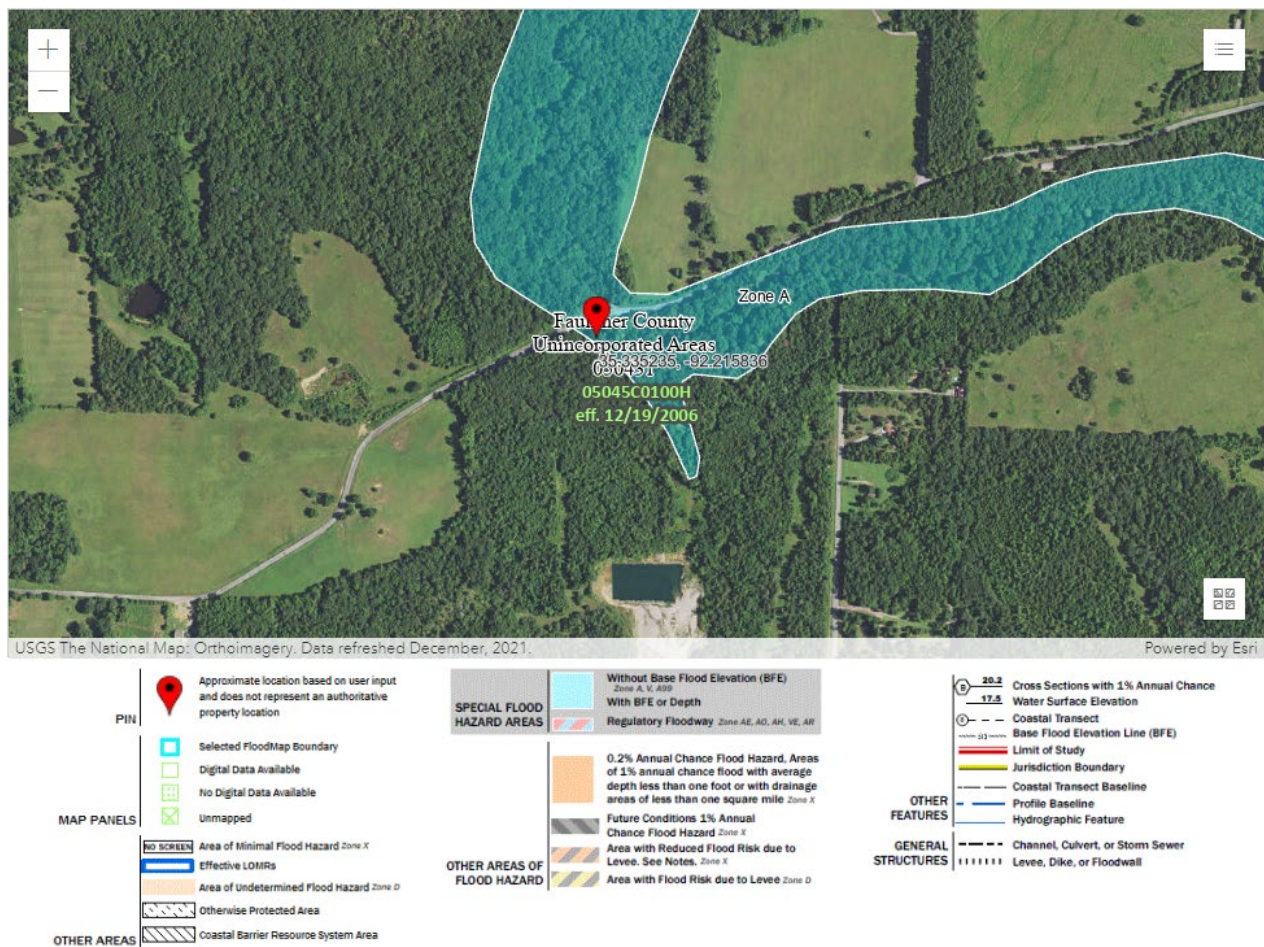 Zone A
Faulkner County
Unincorporated Areas
35.335235, -92.215836
050431
05045C0100H
eff. 12/19/2006
USGS The National Map: Orthoimagery. Data refreshed December, 2021.
Powered by Esri
PIN
Approximate location based on user input
and does not represent an authoritative
property location
MAP PANELS
Selected FloodMap Boundary
Digital Data Available
No Digital Data Available
Unmapped
OTHER AREAS
NO SCREEN Area of Minimal Flood Hazard Zone X
Effective LOMRs
Area of Undetermined Flood Hazard Zone D
Otherwise Protected Area
Coastal Barrier Resource System Area
SPECIAL FLOOD
HAZARD AREAS
Without Base Flood Elevation (BFE)
Zone A, V, A99
With BFE or Depth
Regulatory Floodway Zone AE, AO, AH, VE, AR
OTHER AREAS OF
FLOOD HAZARD
0.2% Annual Chance Flood Hazard, Areas
of 1% annual chance flood with average
depth less than one foot or with drainage
areas of less than one square mile Zone X
Future Conditions 1% Annual
Chance Flood Hazard Zone X
Area with Reduced Flood Risk due to
Levee. See Notes. Zone X
Area with Flood Risk due to Levee Zone D
OTHER
FEATURES
B 20.2 Cross Sections with 1% Annual Chance
17.5 Water Surface Elevation
Coastal Transect
Base Flood Elevation Line (BFE)
Limit of Study
Jurisdiction Boundary
Coastal Transect Baseline
Profile Baseline
Hydrographic Feature
GENERAL
STRUCTURES
Channel, Culvert, or Storm Sewer
Levee, Dike, or Floodwall